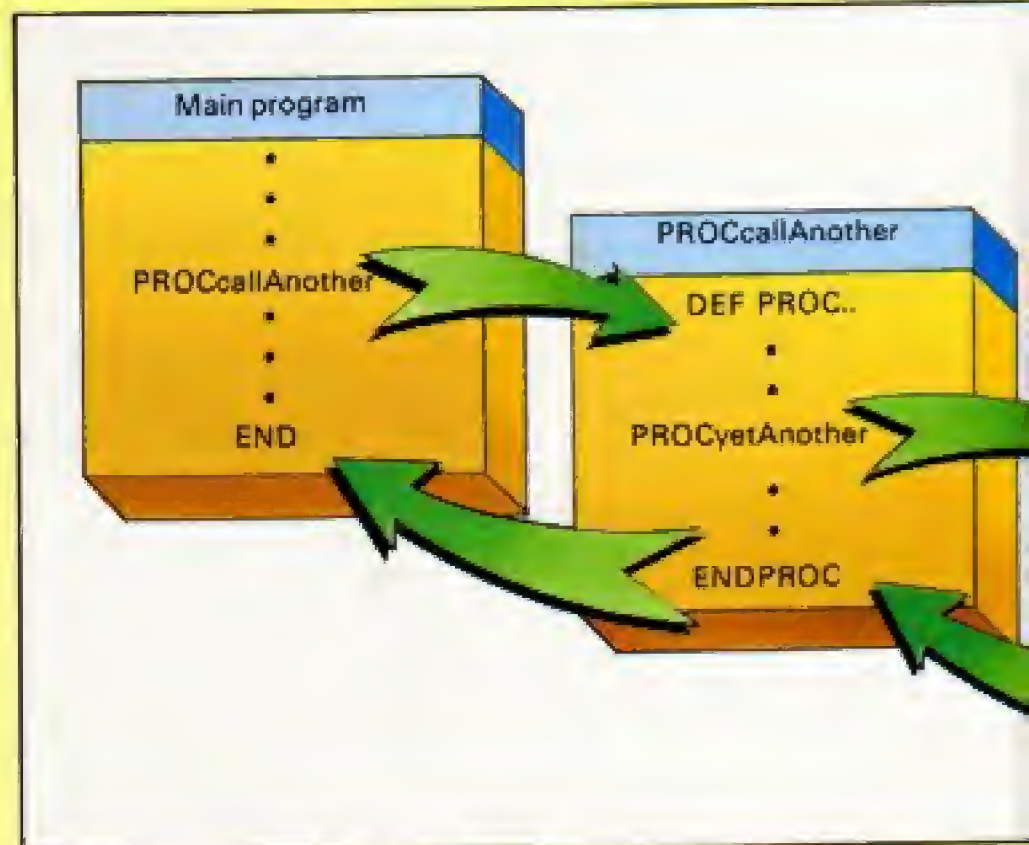 Main program
•
•
•
PROCcallAnother
•
•
•
END
PROCcallAnother
DEF PROC..
•
•
PROCyetAnother
•
•
ENDPROC